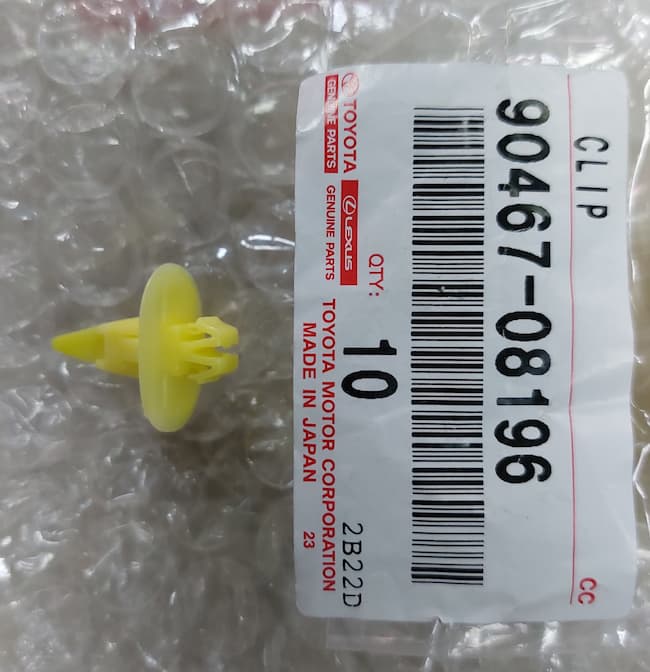 CLIP
90467-08196
QTY:
10
2B22D
TOYOTA
GENUINE PARTS
LEXUS
GENUINE PARTS
TOYOTA MOTOR CORPORATION
MADE IN JAPAN
23
CC